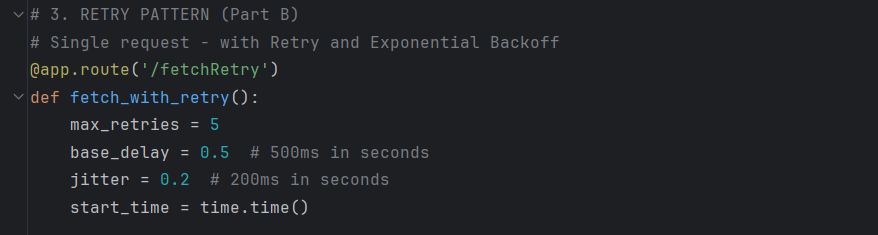 # 3. RETRY PATTERN (Part B)
# Single request - with Retry and Exponential Backoff
@app.route('/fetchRetry')
def fetch_with_retry():
    max_retries = 5
    base_delay = 0.5  # 500ms in seconds
    jitter = 0.2  # 200ms in seconds
    start_time = time.time()